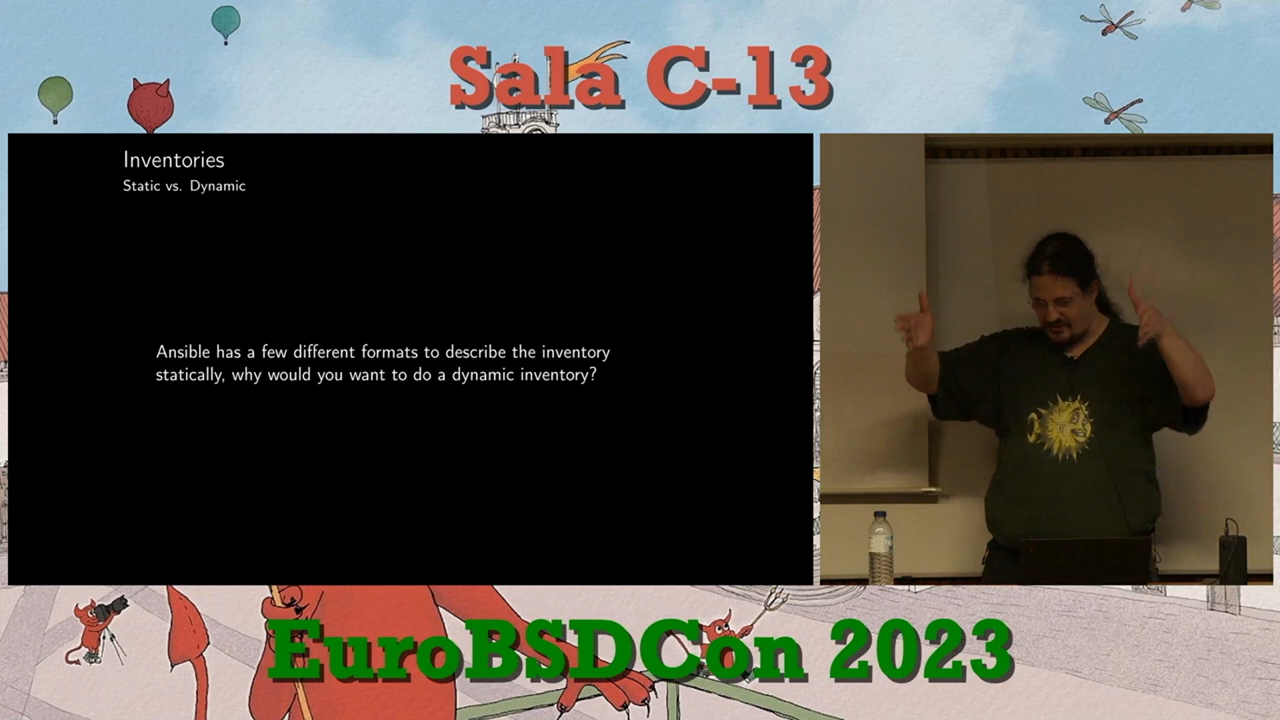 Sala C-13
Inventories
Static vs. Dynamic
Ansible has a few different formats to describe the inventory
statically, why would you want to do a dynamic inventory?
EuroBSDCon 2023